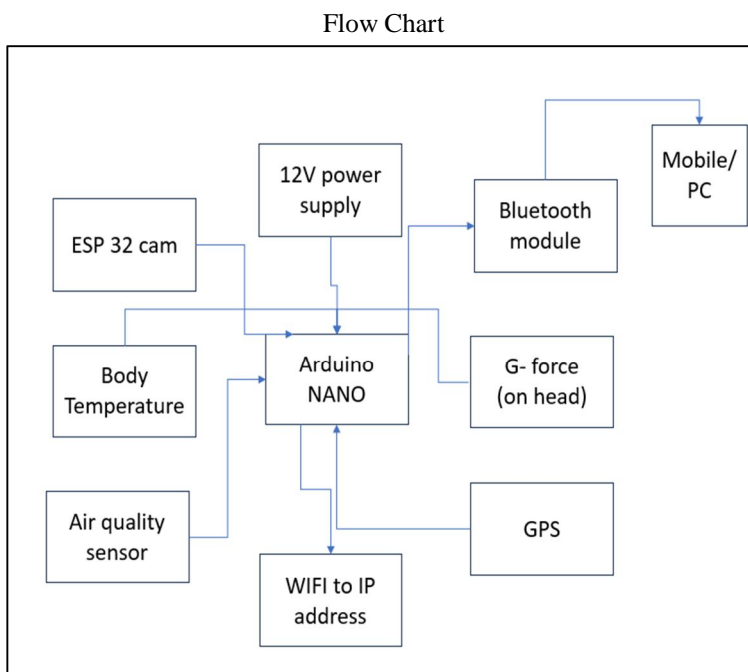 Flow Chart
Mobile/
PC
12V power
supply
Bluetooth
module
ESP 32 cam
Arduino
NANO
Body
Temperature
G- force
(on head)
Air quality
sensor
GPS
WIFI to IP
address